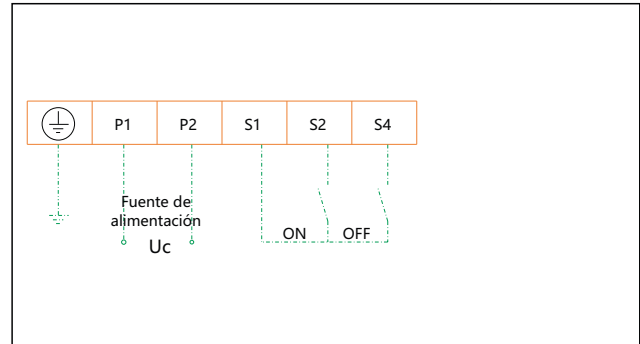 P1 P2 S1 S2 S4
Fuente de
alimentación
Uc
ON OFF